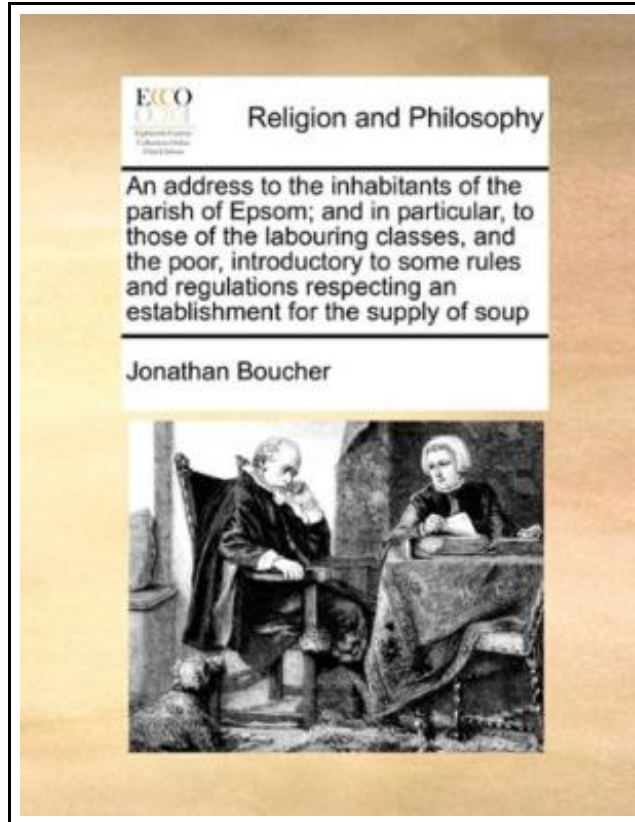 ECCO
Religion and Philosophy
An address to the inhabitants of the
parish of Epsom; and in particular, to
those of the labouring classes, and
the poor, introductory to some rules
and regulations respecting an
establishment for the supply of soup
Jonathan Boucher